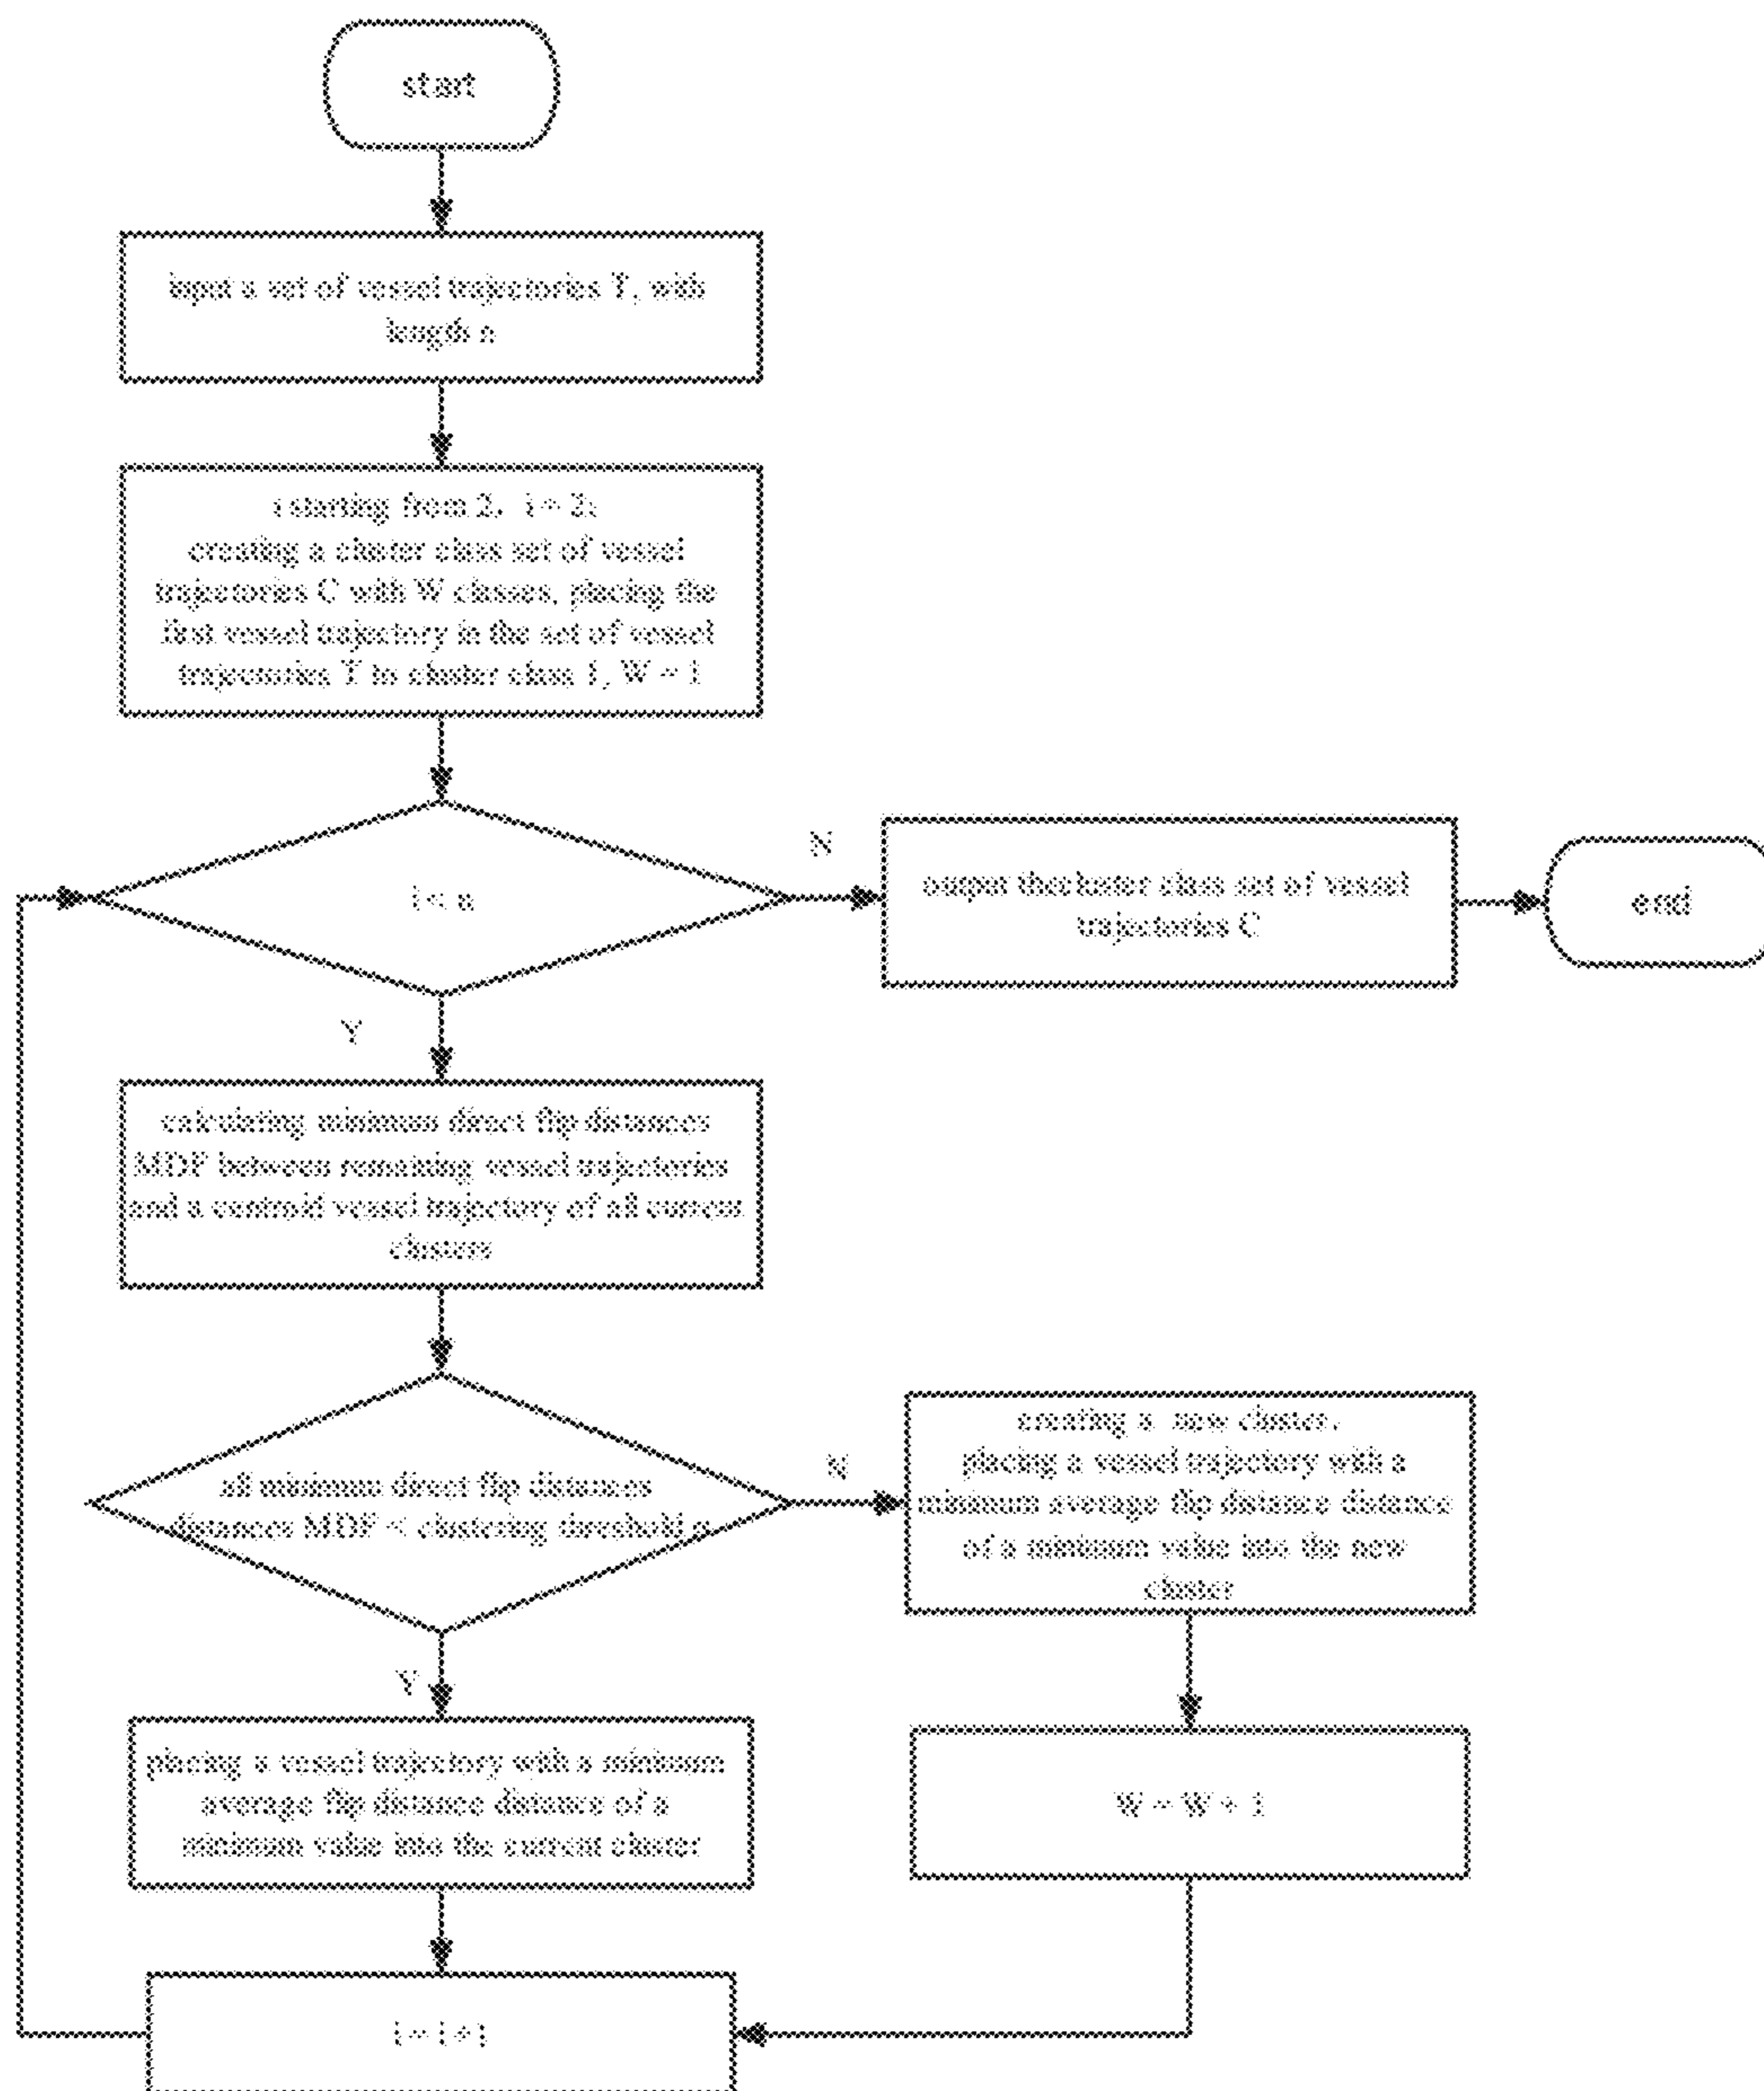 start
input a set of vessel trajectories T, with
length n
i starting from 2, i = 2;
creating a cluster class set of vessel
trajectories C with W classes, placing the
first vessel trajectory in the set of vessel
trajectories T to cluster class 1, W = 1
i < n
N
output thecluster class set of vessel
trajectories C
end
Y
calculating minimum direct flip distances
MDF between remaining vessel trajectories
and a centroid vessel trajectory of all current
clusters
all minimum direct flip distances
distances MDF < clustering threshold
N
creating a new cluster,
placing a vessel trajectory with a
minimum average flip distance distance
of a minimum value into the new
cluster
Y
placing a vessel trajectory with a minimum
average flip distance distance of a
minimum value into the current cluster
W = W + 1
i = i + 1